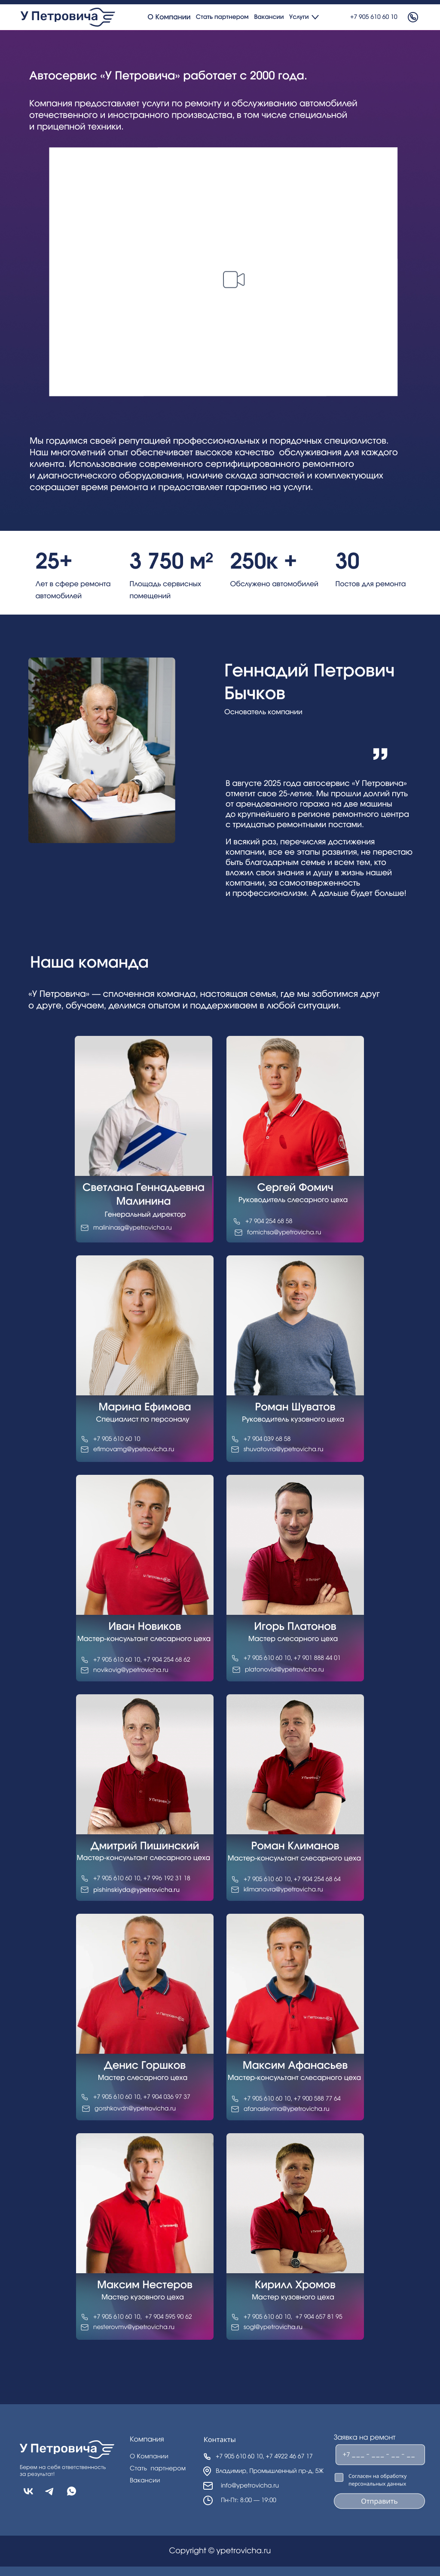 У Петровича
О Компании Стать партнером Вакансии Услуги
+7 905 610 60 10
Автосервис «У Петровича» работает с 2000 года.
Компания предоставляет услуги по ремонту и обслуживанию автомобилей
отечественного и иностранного производства, в том числе специальной
и прицепной техники.
Мы гордимся своей репутацией профессиональных и порядочных специалистов.
Наш многолетний опыт обеспечивает высокое качество обслуживания для каждого
клиента. Использование современного сертифицированного ремонтного
и диагностического оборудования, наличие склада запчастей и комплектующих
сокращает время ремонта и предоставляет гарантию на услуги.
25+
Лет в сфере ремонта
автомобилей
3 750 м²
Площадь сервисных
помещений
250к +
Обслужено автомобилей
30
Постов для ремонта
Геннадий Петрович
Бычков
Основатель компании
”
В августе 2025 года автосервис «У Петровича»
отметит свое 25-летие. Мы прошли долгий путь
от арендованного гаража на две машины
до крупнейшего в регионе ремонтного центра
с тридцатью ремонтными постами.
И всякий раз, перечисляя достижения
компании, все ее этапы развития, не перестаю
быть благодарным семье и всем тем, кто
вложил свои знания и душу в жизнь нашей
компании, за самоотверженность
и профессионализм. А дальше будет больше!
Наша команда
«У Петровича» — сплоченная команда, настоящая семья, где мы заботимся друг
о друге, обучаем, делимся опытом и поддерживаем в любой ситуации.
Светлана Геннадьевна
Малинина
Генеральный директор
malininasg@ypetrovicha.ru
Сергей Фомич
Руководитель слесарного цеха
+7 904 254 68 58
fomichsa@ypetrovicha.ru
Марина Ефимова
Специалист по персоналу
+7 905 610 60 10
efimovamg@ypetrovicha.ru
Роман Шуватов
Руководитель кузовного цеха
+7 904 039 68 58
shuvatovra@ypetrovicha.ru
Иван Новиков
Мастер-консультант слесарного цеха
+7 905 610 60 10, +7 904 254 68 62
novikovig@ypetrovicha.ru
Игорь Платонов
Мастер слесарного цеха
+7 905 610 60 10, +7 901 888 44 01
platonovia@ypetrovicha.ru
Дмитрий Пишинский
Мастер-консультант слесарного цеха
+7 905 610 60 10, +7 996 192 31 18
pishinskiyda@ypetrovicha.ru
Роман Климанов
Мастер-консультант слесарного цеха
+7 905 610 60 10, +7 904 254 68 64
klimanovra@ypetrovicha.ru
Денис Горшков
Мастер слесарного цеха
+7 905 610 60 10, +7 904 036 97 37
gorshkovdn@ypetrovicha.ru
Максим Афанасьев
Мастер-консультант слесарного цеха
+7 905 610 60 10, +7 900 588 77 64
afanasievma@ypetrovicha.ru
Максим Нестеров
Мастер кузовного цеха
+7 905 610 60 10, +7 904 595 90 62
nesterovmv@ypetrovicha.ru
Кирилл Хромов
Мастер кузовного цеха
+7 905 610 60 10, +7 904 657 81 95
sogl@ypetrovicha.ru
У Петровича
Берем на себя ответственность
за результат!
Компания
О Компании
Стать партнером
Вакансии
Контакты
+7 905 610 60 10, +7 4922 46 67 17
Владимир, Промышленный пр-д, 5Ж
info@ypetrovicha.ru
Пн-Пт: 8:00 — 19:00
Заявка на ремонт
+7 _ _ _ – _ _ _ – _ _ – _ _
Согласен на обработку
персональных данных
Отправить
Copyright © ypetrovicha.ru